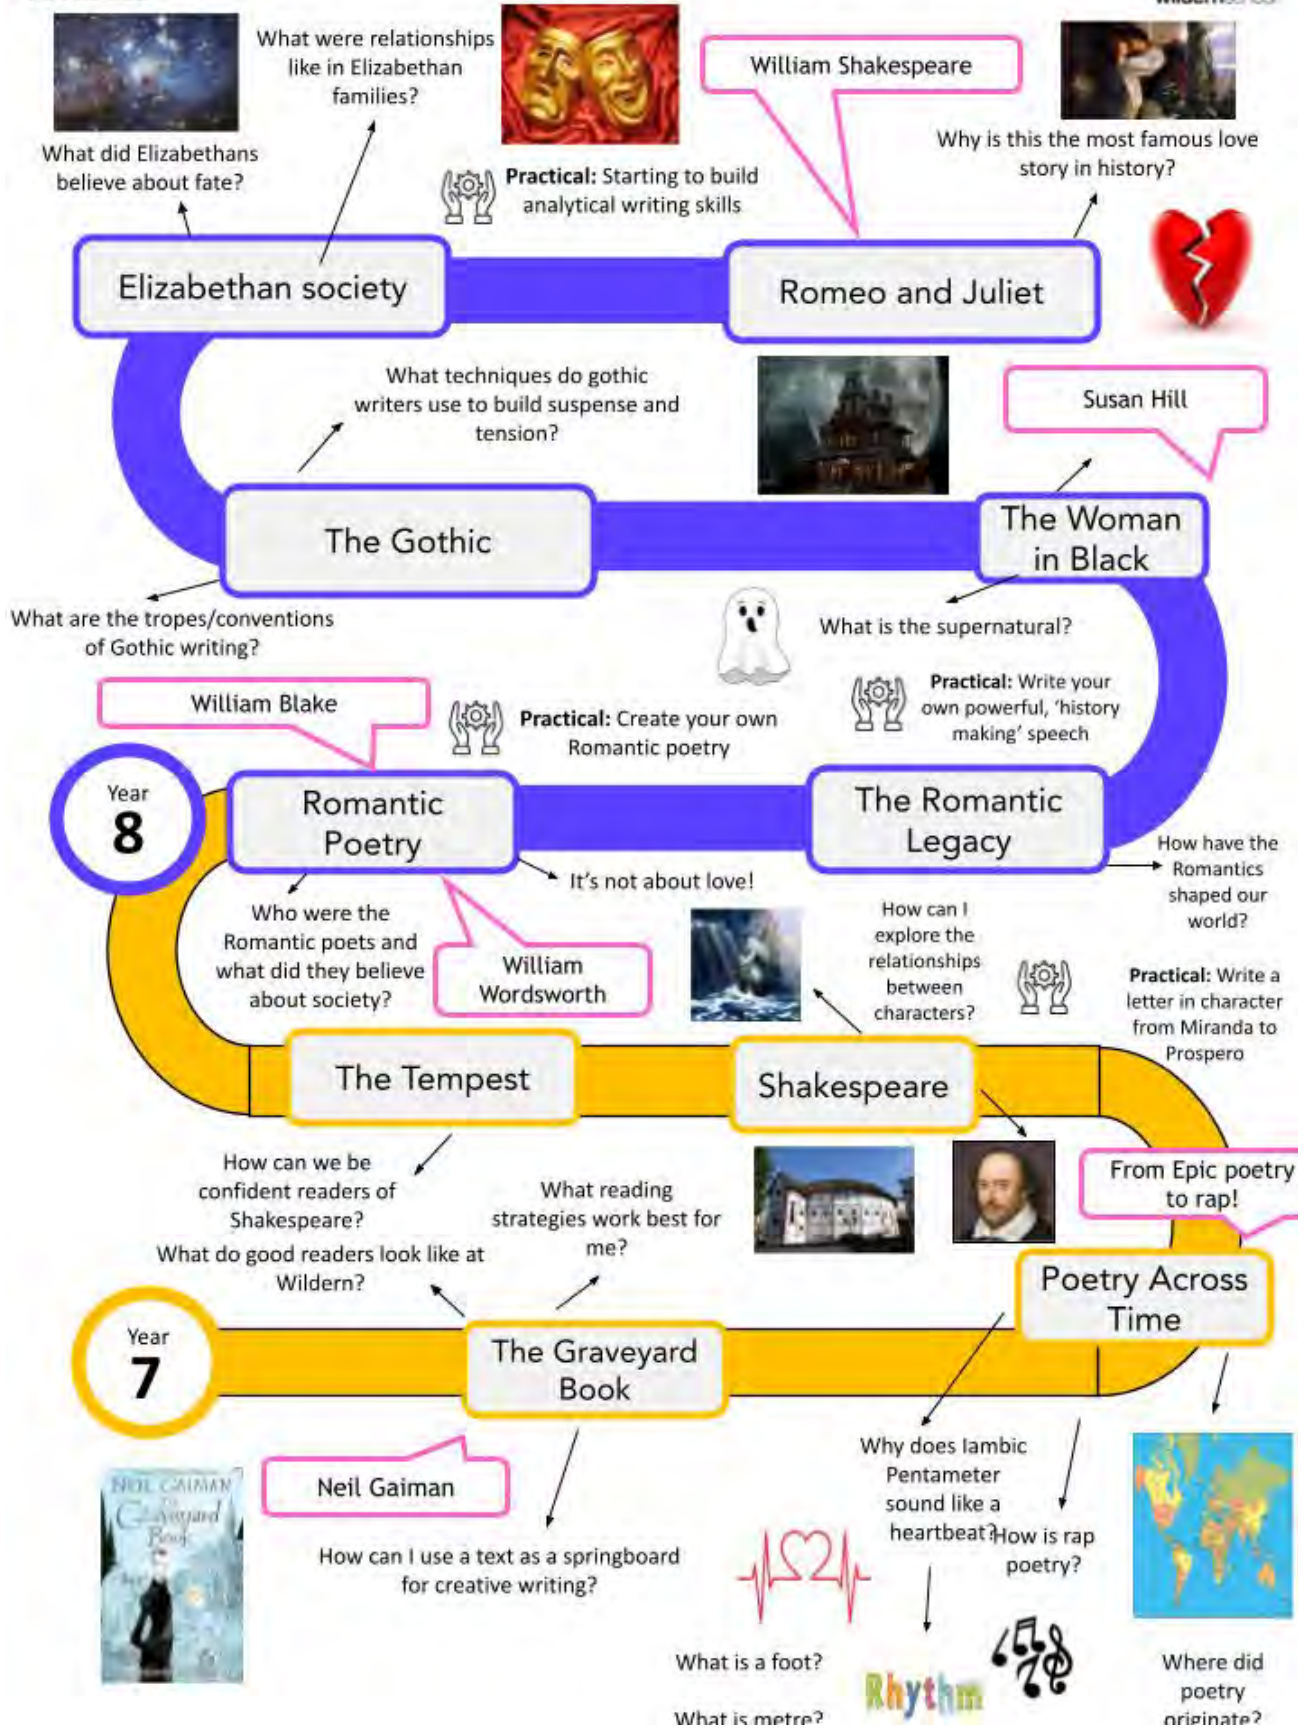 What were relationships
like in Elizabethan
families?
William Shakespeare
What did Elizabethans
believe about fate?
Practical: Starting to build
analytical writing skills
Why is this the most famous love
story in history?
Elizabethan society
Romeo and Juliet
What techniques do gothic
writers use to build suspense and
tension?
Susan Hill
The Gothic
The Woman
in Black
What are the tropes/conventions
of Gothic writing?
What is the supernatural?
William Blake
Practical: Create your own
Romantic poetry
Practical: Write your
own powerful, ‘history
making’ speech
Year
8
Romantic
Poetry
The Romantic
Legacy
How have the
Romantics
shaped our
world?
It’s not about love!
Who were the
Romantic poets and
what did they believe
about society?
William
Wordsworth
How can I
explore the
relationships
between
characters?
Practical: Write a
letter in character
from Miranda to
Prospero
The Tempest
Shakespeare
How can we be
confident readers of
Shakespeare?
What reading
strategies work best for
me?
From Epic poetry
to rap!
What do good readers look like at
Wildern?
Poetry Across
Time
Year
7
The Graveyard
Book
Neil Gaiman
NEIL GAIMAN
The
Graveyard
Book
How can I use a text as a springboard
for creative writing?
Why does Iambic
Pentameter
sound like a
heartbeat?
How is rap
poetry?
What is a foot?
Rhythm
What is metre?
Where did
poetry
originate?